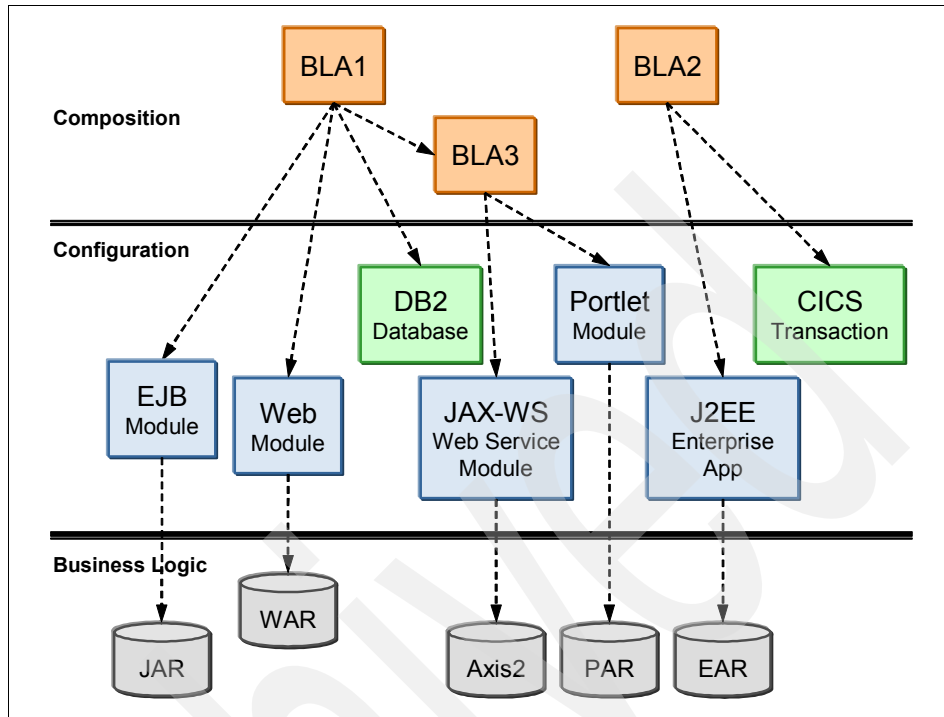 BLA1
BLA2
Composition
BLA3
Configuration
DB2
Database
Portlet
Module
CICS
Transaction
EJB
Module
Web
Module
JAX-WS
Web Service
Module
J2EE
Enterprise
App
Business Logic
WAR
JAR
Axis2
PAR
EAR